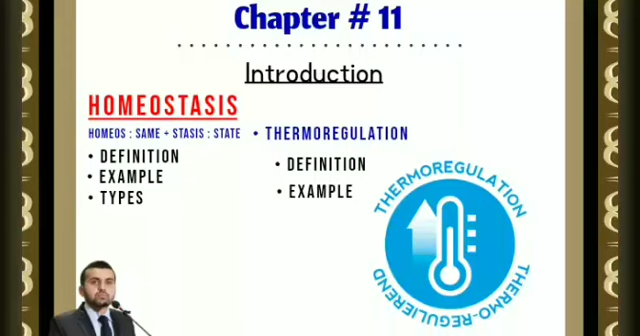 Chapter # 11
Introduction
HOMEOSTASIS
HOMEOS : SAME + STASIS : STATE
• DEFINITION
• EXAMPLE
• TYPES
• THERMOREGULATION
• DEFINITION
• EXAMPLE
THERMOREGULATION
THERMO-REGULIEREND